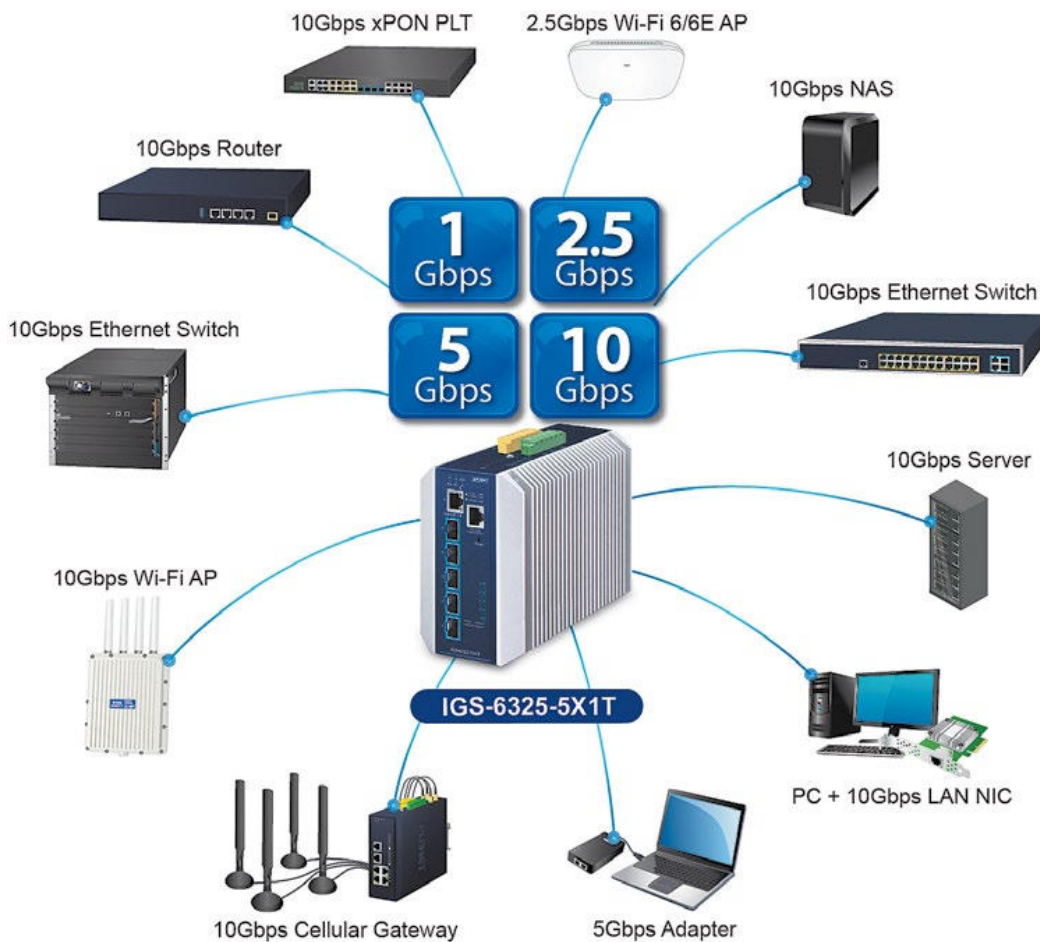 10Gbps xPON PLT
2.5Gbps Wi-Fi 6/6E AP
10Gbps NAS
10Gbps Router
1
Gbps
2.5
Gbps
10Gbps Ethernet Switch
10Gbps Ethernet Switch
5
Gbps
10
Gbps
10Gbps Server
10Gbps Wi-Fi AP
IGS-6325-5X1T
PC + 10Gbps LAN NIC
10Gbps Cellular Gateway
5Gbps Adapter